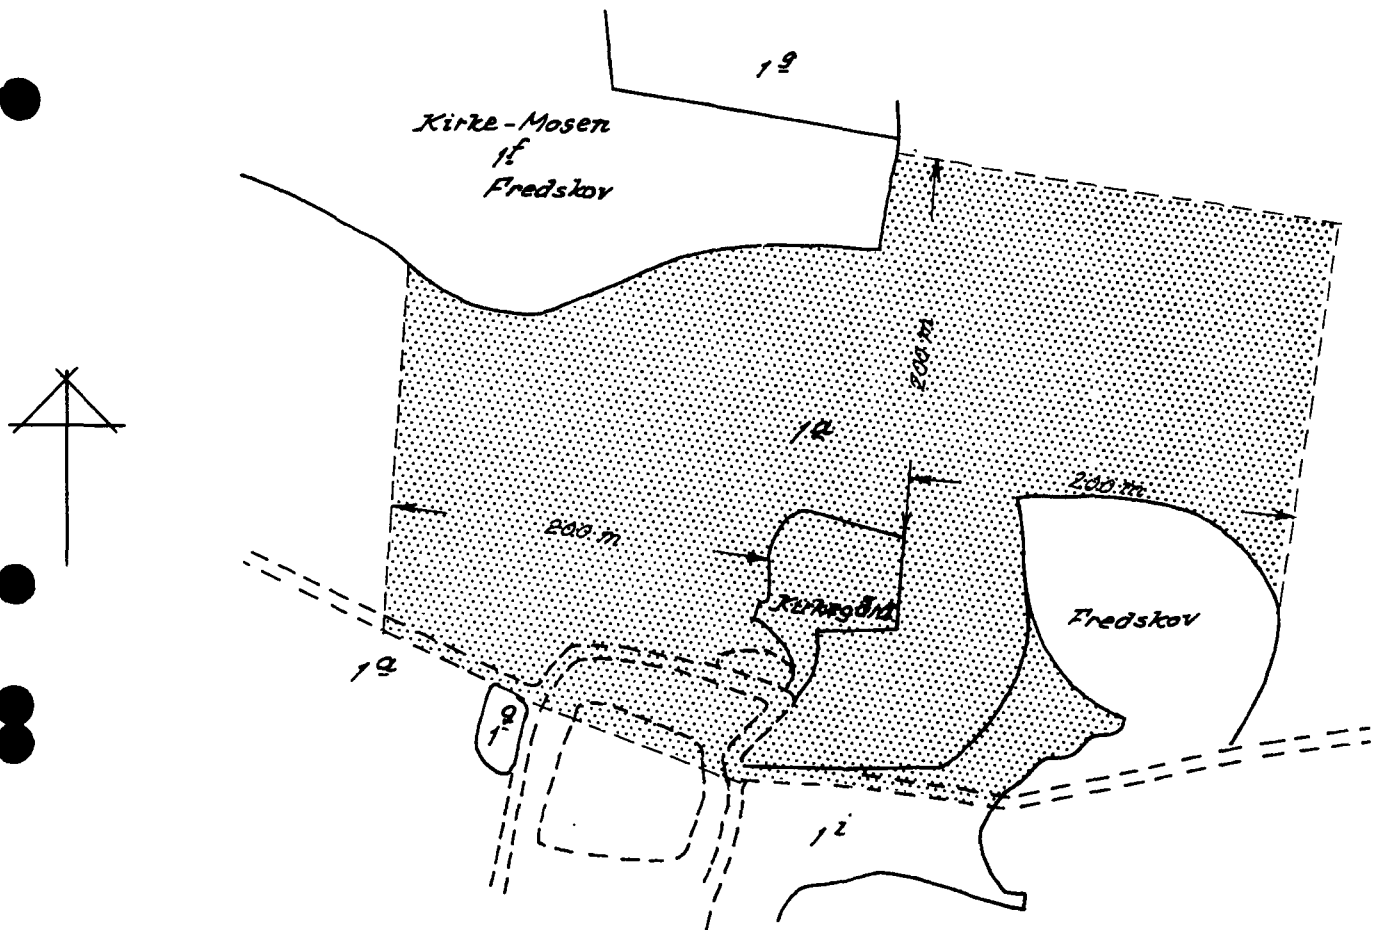 1g
Kirke-Mosen
1f
Fredskov
200 m
1a
200 m
200 m
Kirkegård
Fredskov
1a
1q
1i